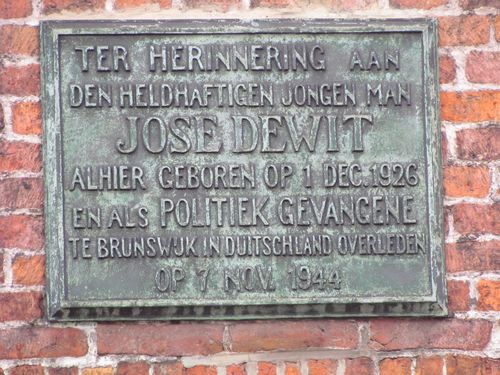 TER HERINNERING AAN
DEN HELDHAFTIGEN JONGEN MAN
JOSE DEWIT
ALHIER GEBOREN OP 1 DEC. 1926
EN ALS POLITIEK GEVANGENE
TE BRUNSWIJK IN DUITSCHLAND OVERLEDEN
OP 7 NOV. 1944